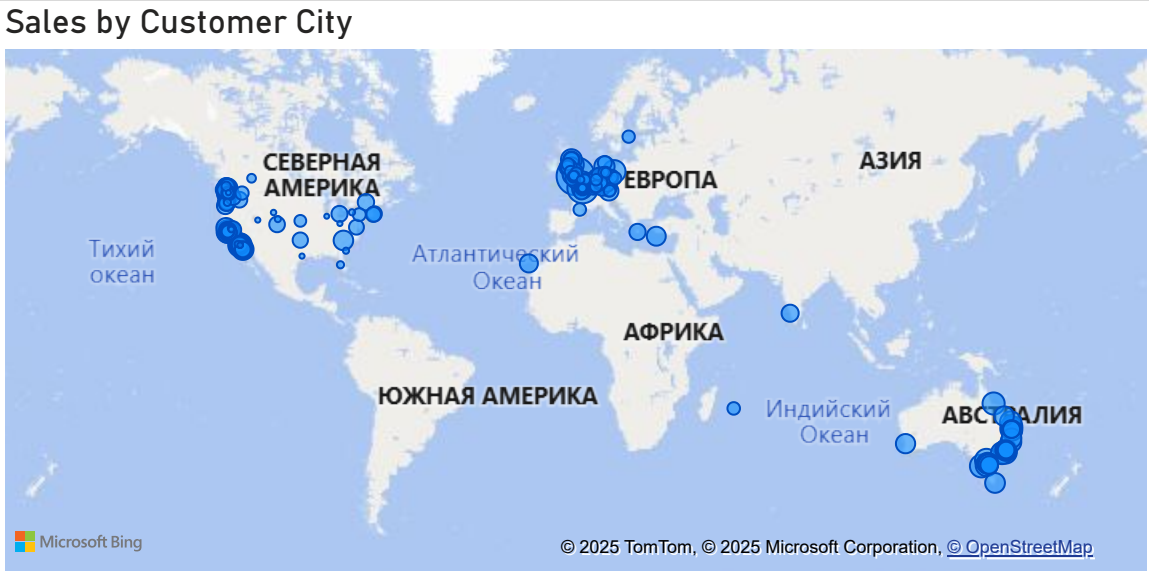 Sales by Customer City
СЕВЕРНАЯ
АМЕРИКА
АЗИЯ
ЕВРОПА
Тихий
океан
Атлантический
Океан
АФРИКА
ЮЖНАЯ АМЕРИКА
Индийский
Океан
АВСТРАЛИЯ
Microsoft Bing
© 2025 TomTom, © 2025 Microsoft Corporation, © OpenStreetMap